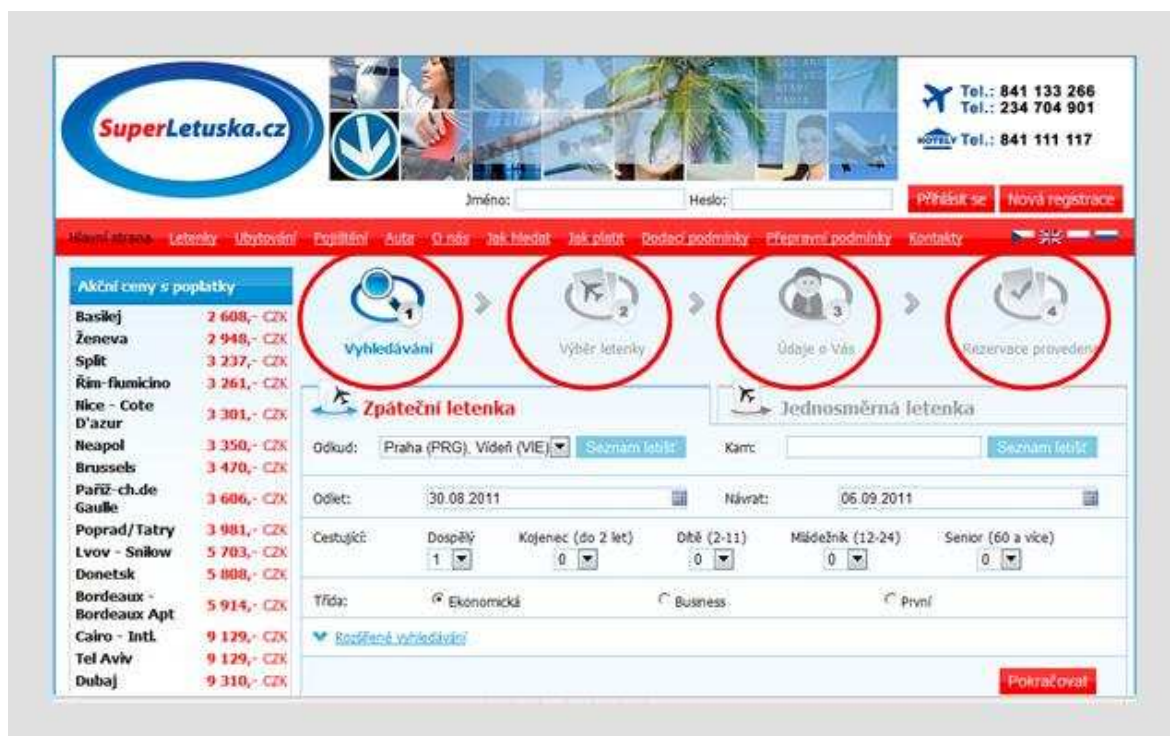 SuperLetuska.cz
Tel.: 841 133 266
Tel.: 234 704 901
HOTELY Tel.: 841 111 117
Jméno: Heslo: Přihlásit se Nová registrace
Hlavní strana Letenky Ubytování Pojištění Auta O nás Jak hledat Jak platit Dodací podmínky Přepravní podmínky Kontakty
Akční ceny s poplatky
Basilej 2 608,- CZK
Ženeva 2 948,- CZK
Split 3 237,- CZK
Řím-fiumicino 3 261,- CZK
Nice - Cote D'azur 3 301,- CZK
Neapol 3 350,- CZK
Brussels 3 470,- CZK
Paříž-ch.de Gaulle 3 606,- CZK
Poprad/Tatry 3 981,- CZK
Lvov - Snilow 5 703,- CZK
Donetsk 5 808,- CZK
Bordeaux - Bordeaux Apt 5 914,- CZK
Cairo - Intl. 9 129,- CZK
Tel Aviv 9 129,- CZK
Dubaj 9 310,- CZK
1 2 3 4
Vyhledávání Výběr letenky Údaje o Vás Rezervace provedena
Zpáteční letenka Jednosměrná letenka
Odkud: Praha (PRG), Vídeň (VIE) Seznam letišť Kam: Seznam letišť
Odlet: 30.08.2011 Návrat: 06.09.2011
Cestující: Dospělý Kojenec (do 2 let) Dítě (2-11) Mládežník (12-24) Senior (60 a více)
1 0 0 0 0
Třída: Ekonomická Business První
Rozšířené vyhledávání
Pokračovat